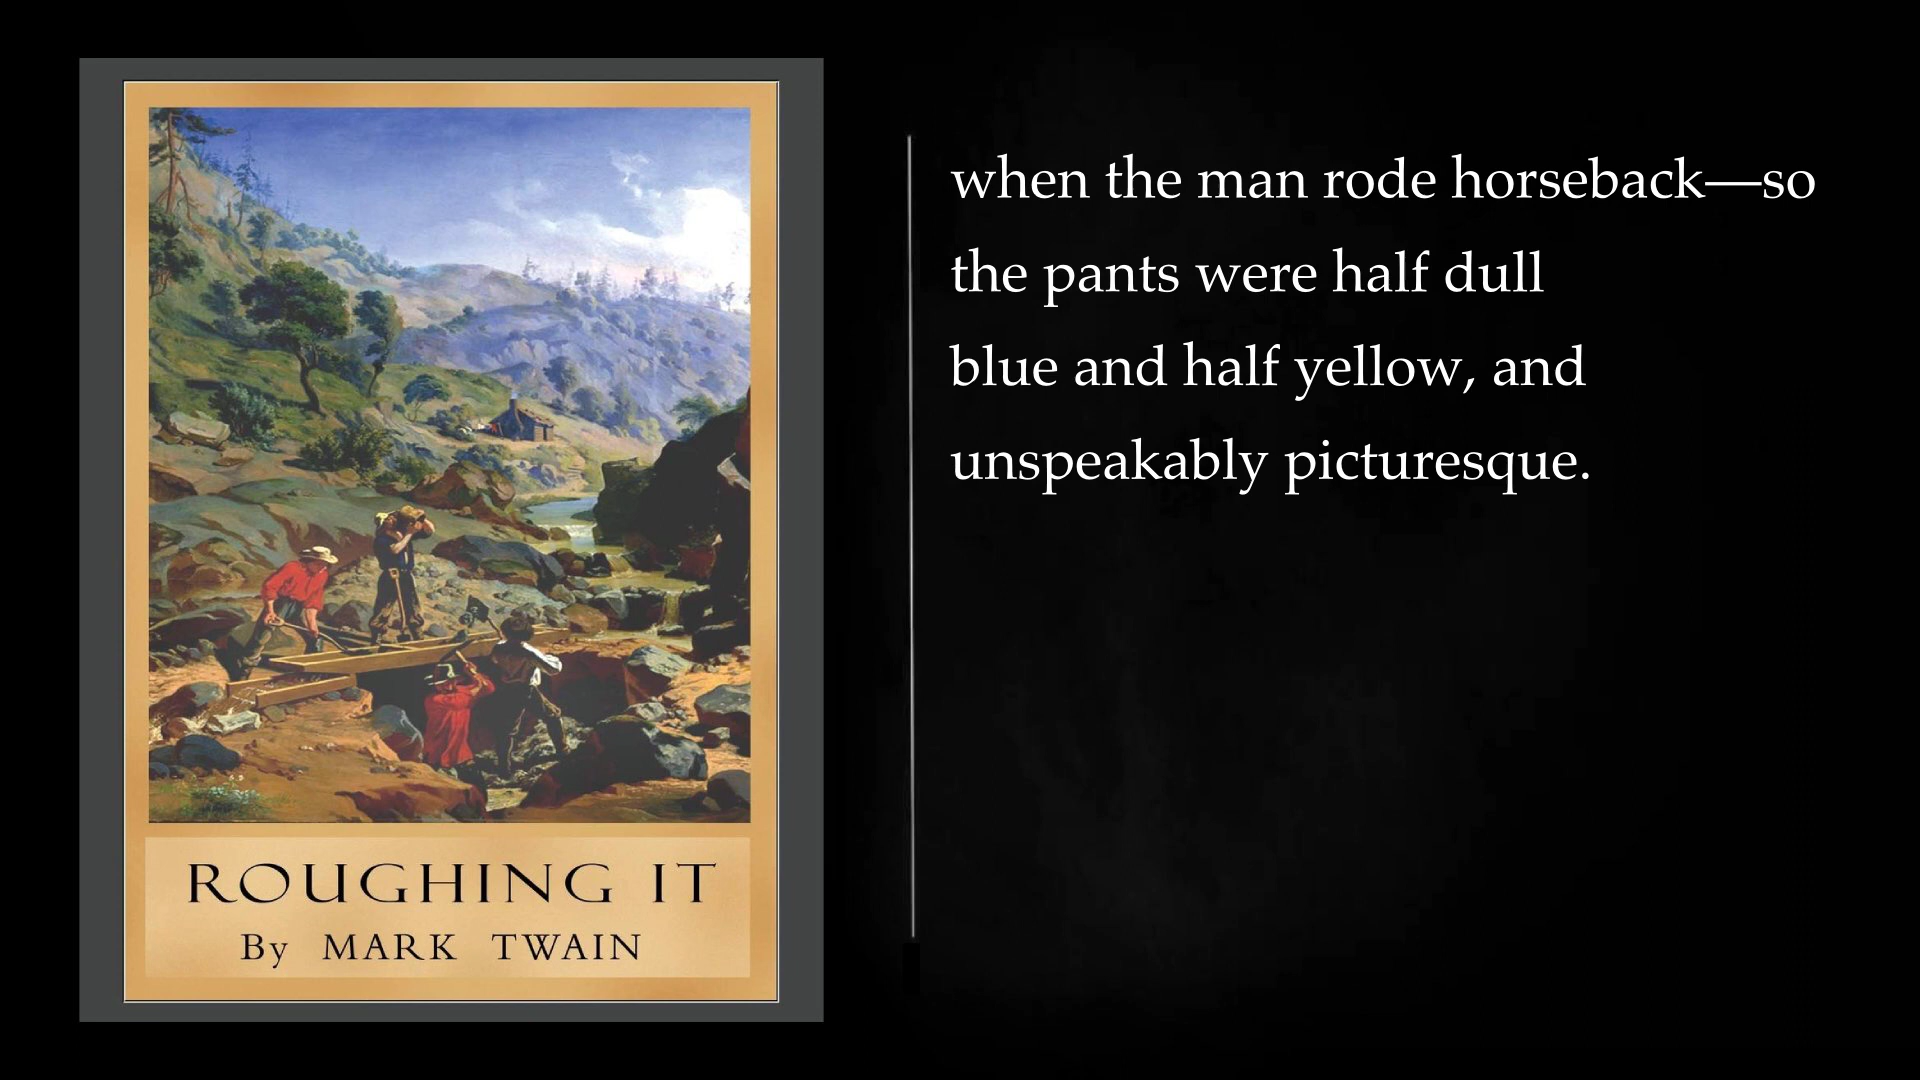 ROUGHING IT
By MARK TWAIN
when the man rode horseback—so
the pants were half dull
blue and half yellow, and
unspeakably picturesque.